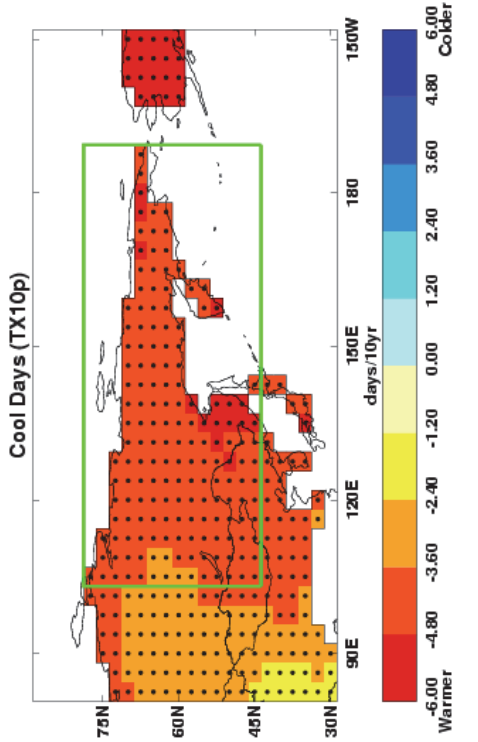 Cool Days (TX10p)
75N
60N
45N
30N
90E
120E
150E
180
150W
days/10yr
-6.00 -4.80 -3.60 -2.40 -1.20 0.00 1.20 2.40 3.60 4.80 6.00
Warmer Colder